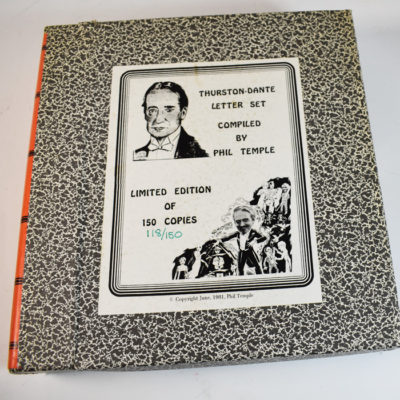 THURSTON-DANTE
LETTER SET
COMPILED
BY
PHIL TEMPLE
LIMITED EDITION
OF
150 COPIES
118/150
© Copyright June, 1981, Phil Temple